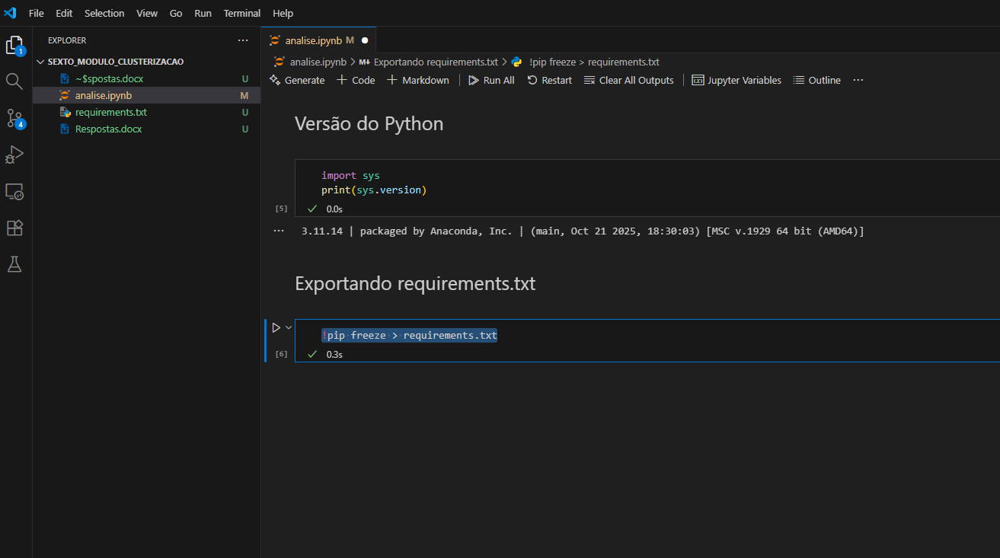 File Edit Selection View Go Run Terminal Help
EXPLORER ...
analise.ipynb M
1
SEXTO_MODULO_CLUSTERIZACAO
analise.ipynb > M↓ Exportando requirements.txt > !pip freeze > requirements.txt
~$spostas.docx U
Generate + Code + Markdown Run All Restart Clear All Outputs Jupyter Variables Outline ...
analise.ipynb M
requirements.txt U
4
Respostas.docx U
Versão do Python
import sys
print(sys.version)
[5] ✓ 0.0s
... 3.11.14 | packaged by Anaconda, Inc. | (main, Oct 21 2025, 18:30:03) [MSC v.1929 64 bit (AMD64)]
Exportando requirements.txt
!pip freeze > requirements.txt
[6] ✓ 0.3s